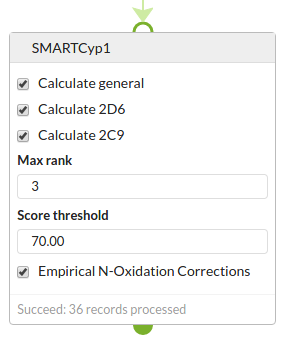 SMARTCyp1
Calculate general
Calculate 2D6
Calculate 2C9
Max rank
3
Score threshold
70.00
Empirical N-Oxidation Corrections
Succeed: 36 records processed